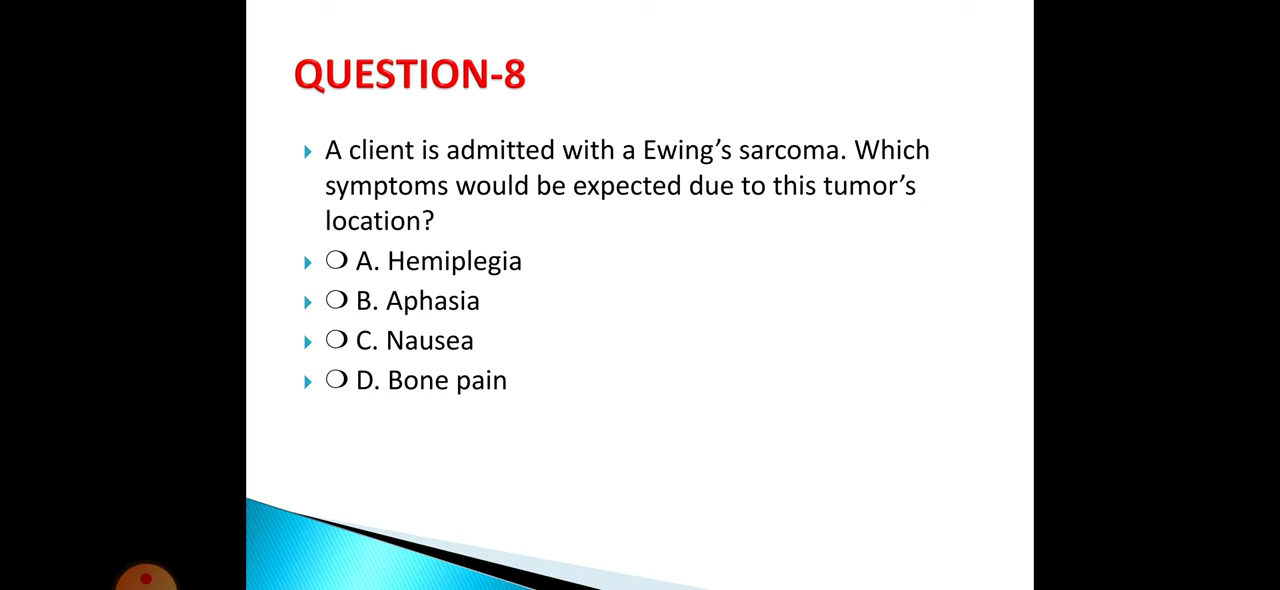 QUESTION-8
A client is admitted with a Ewing’s sarcoma. Which
symptoms would be expected due to this tumor’s
location?
❍ A. Hemiplegia
❍ B. Aphasia
❍ C. Nausea
❍ D. Bone pain